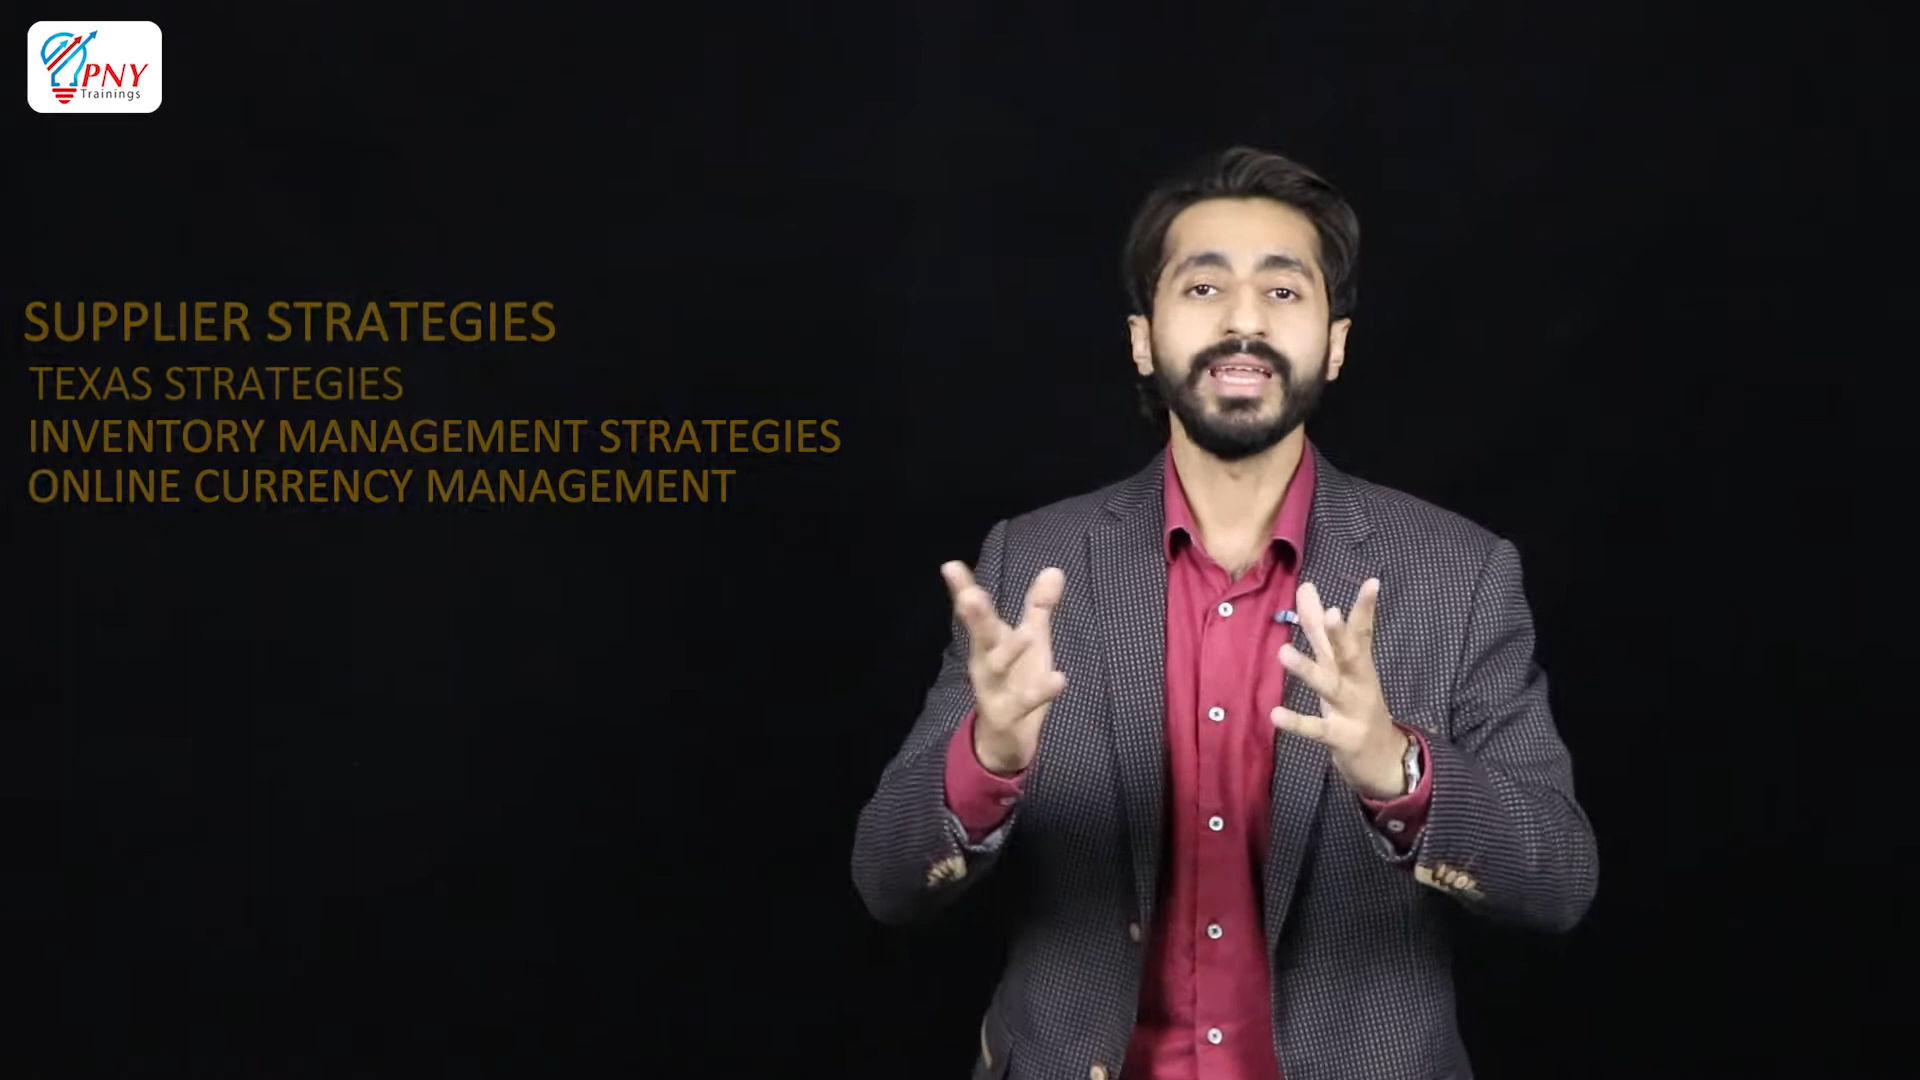 PNY
Trainings
SUPPLIER STRATEGIES
TEXAS STRATEGIES
INVENTORY MANAGEMENT STRATEGIES
ONLINE CURRENCY MANAGEMENT